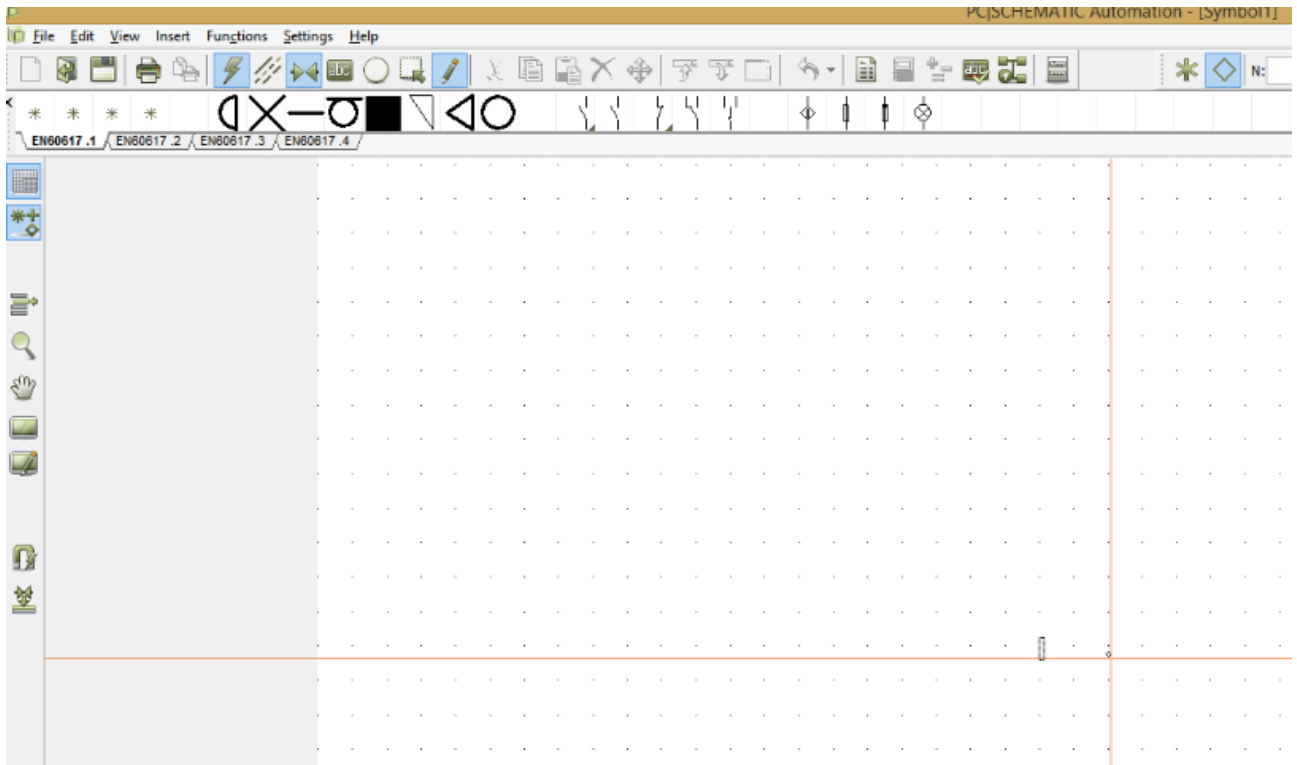 PC|SCHEMATIC Automation - [Symbol1]
File Edit View Insert Functions Settings Help
abc N:
EN60617 .1 EN60617 .2 EN60617 .3 EN60617 .4